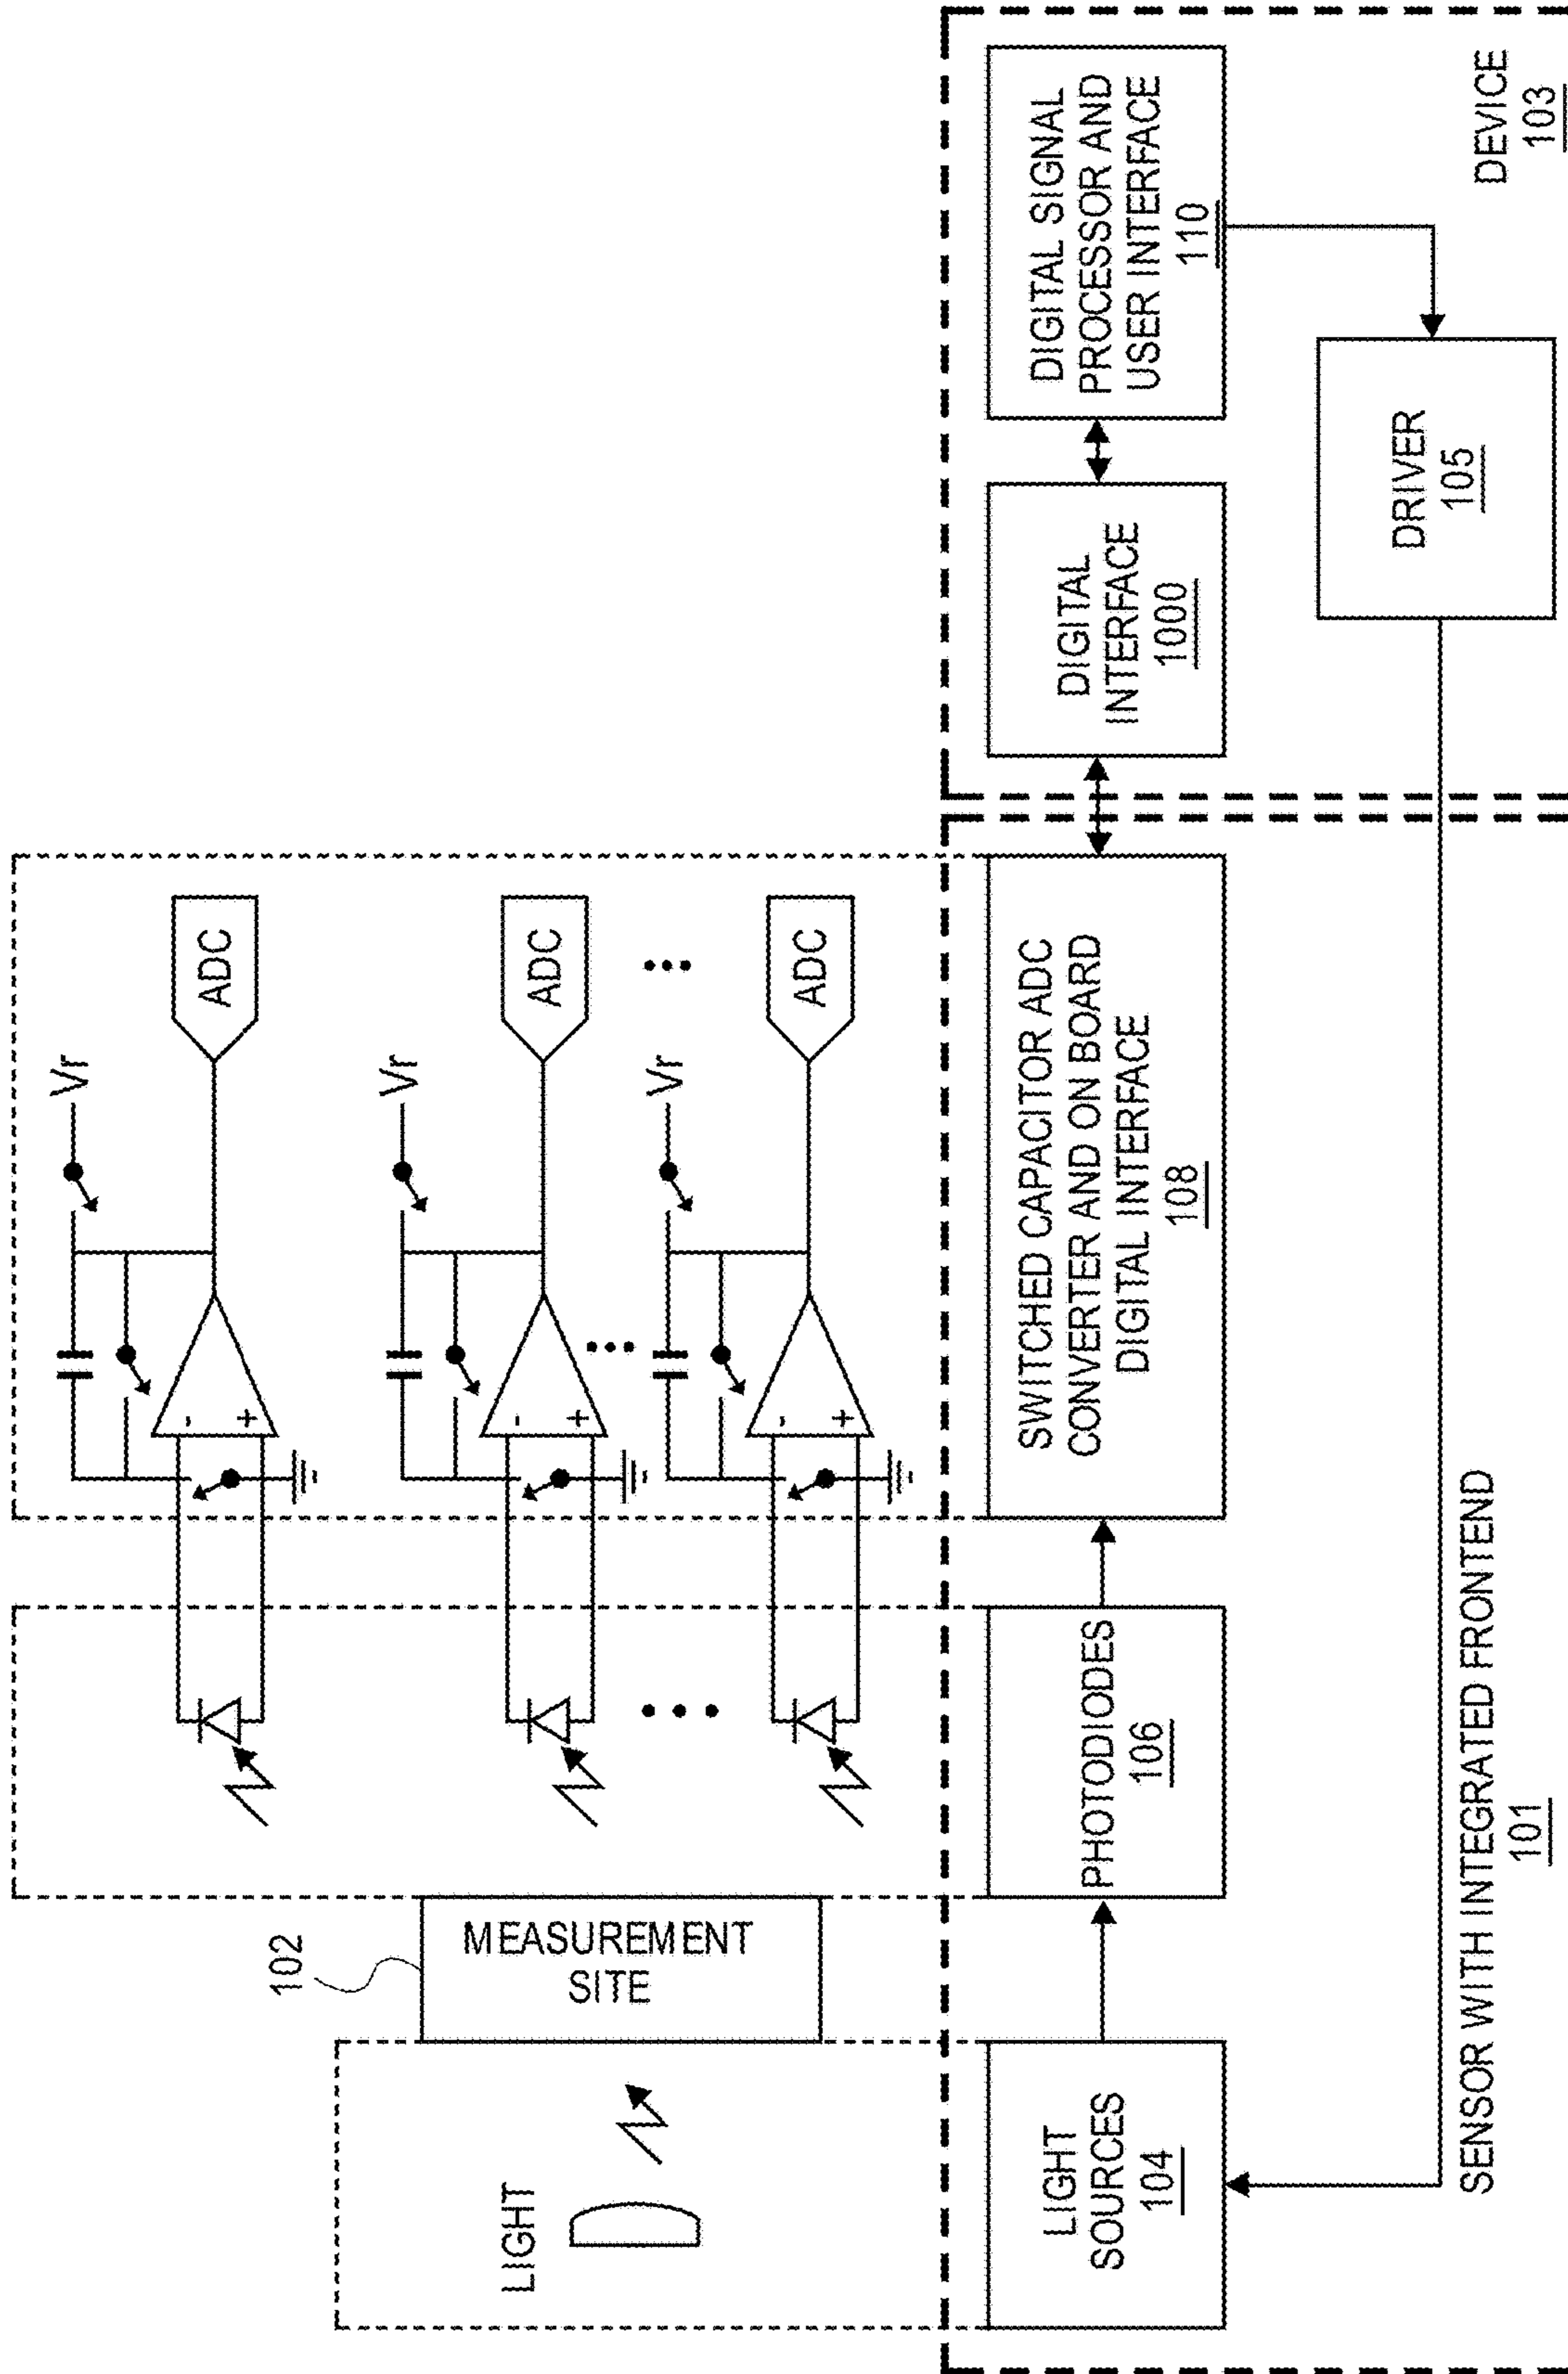 LIGHT
102
MEASUREMENT
SITE
-
+
Vr
ADC
-
+
Vr
ADC
-
+
Vr
ADC
LIGHT
SOURCES
104
PHOTODIODES
106
SWITCHED CAPACITOR ADC
CONVERTER AND ON BOARD
DIGITAL INTERFACE
108
DIGITAL
INTERFACE
1000
DIGITAL SIGNAL
PROCESSOR AND
USER INTERFACE
110
DRIVER
105
SENSOR WITH INTEGRATED FRONTEND
101
DEVICE
103